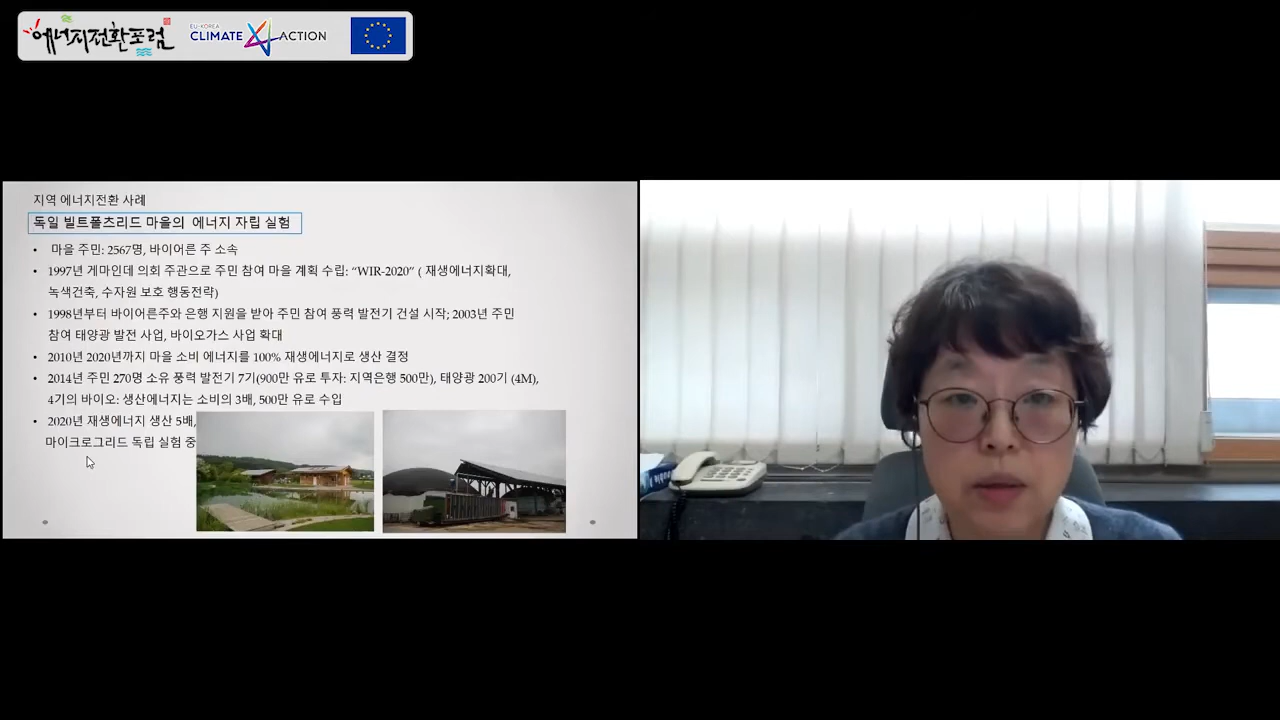 에너지전환포럼
EU-KOREA
CLIMATE ACTION
지역 에너지전환 사례
독일 빌트폴츠리드 마을의 에너지 자립 실험
• 마을 주민: 2567명, 바이어른 주 소속
• 1997년 게마인데 의회 주관으로 주민 참여 마을 계획 수립: “WIR-2020” ( 재생에너지확대,
녹색건축, 수자원 보호 행동전략)
• 1998년부터 바이어른주와 은행 지원을 받아 주민 참여 풍력 발전기 건설 시작; 2003년 주민
참여 태양광 발전 사업, 바이오가스 사업 확대
• 2010년 2020년까지 마을 소비 에너지를 100% 재생에너지로 생산 결정
• 2014년 주민 270명 소유 풍력 발전기 7기(900만 유로 투자: 지역은행 500만), 태양광 200기 (4M),
4기의 바이오: 생산에너지는 소비의 3배, 500만 유로 수입
• 2020년 재생에너지 생산 5배,
마이크로그리드 독립 실험 중